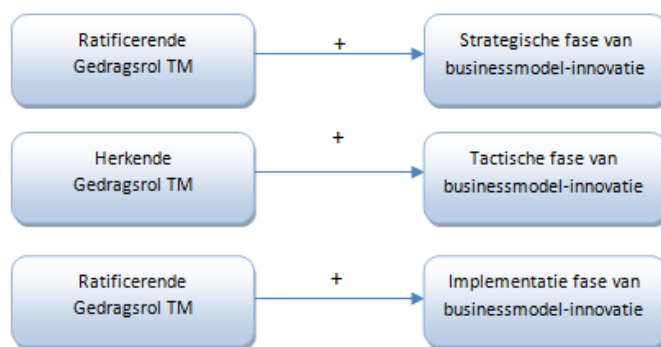 Ratificerende
Gedragsrol TM
+
Strategische fase van
businessmodel-innovatie
Herkende
Gedragsrol TM
+
Tactische fase van
businessmodel-innovatie
Ratificerende
Gedragsrol TM
+
Implementatie fase van
businessmodel-innovatie